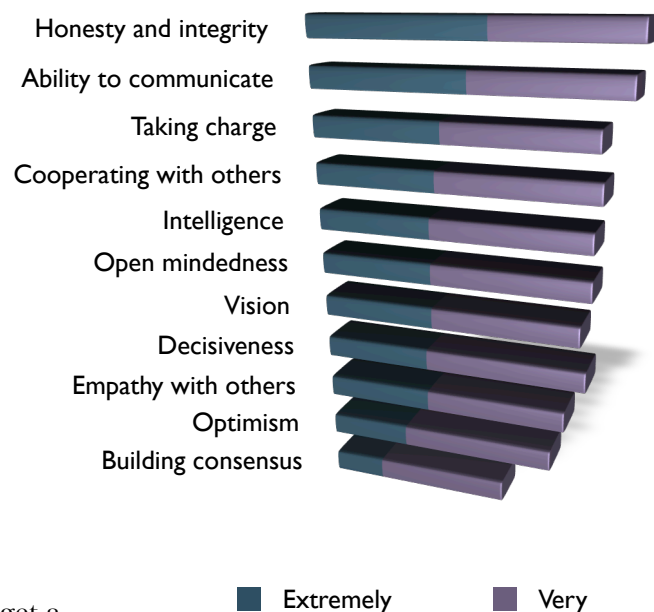 Honesty and integrity
Ability to communicate
Taking charge
Cooperating with others
Intelligence
Open mindedness
Vision
Decisiveness
Empathy with others
Optimism
Building consensus
Extremely
Very